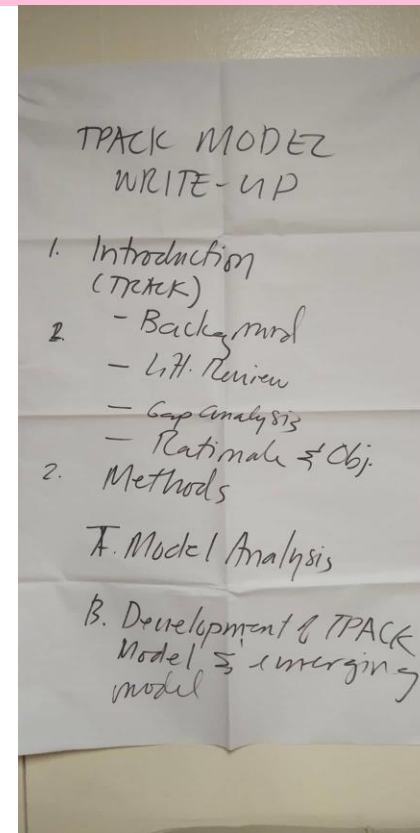 TPACK MODEL
WRITE-UP
1. Introduction
(TPACK)
2. - Background
- Lit. Review
- Gap analysis
- Rationale & Obj.
2. Methods
A. Model Analysis
B. Development of TPACK
Model & emerging
model